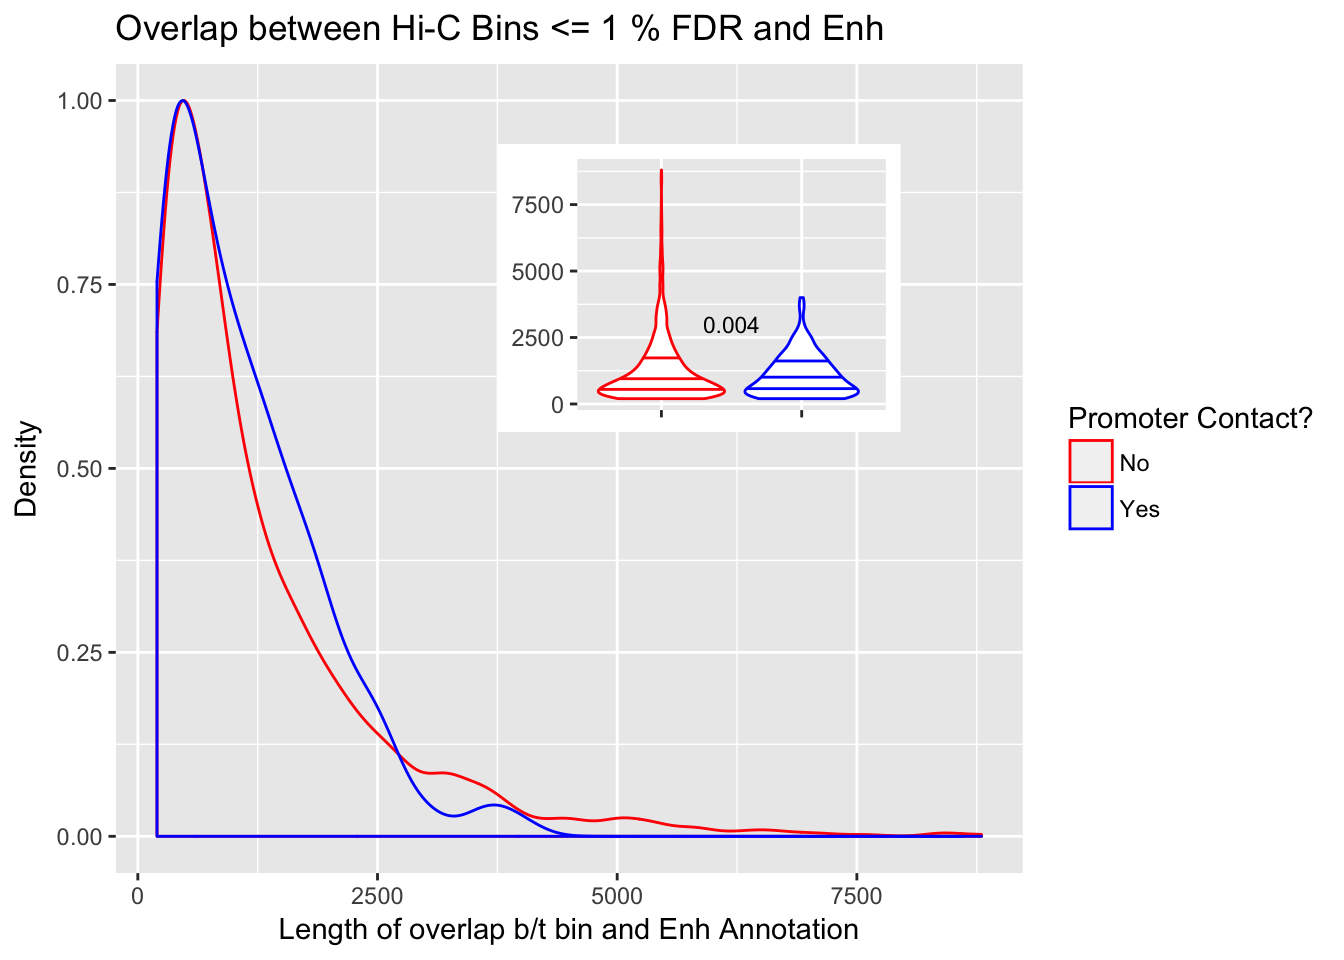 Overlap between Hi-C Bins <= 1 % FDR and Enh
1.00
0.75
0.50
0.25
0.00
Density
0
2500
5000
7500
Length of overlap b/t bin and Enh Annotation
7500
5000
2500
0
0.004
Promoter Contact?
No
Yes